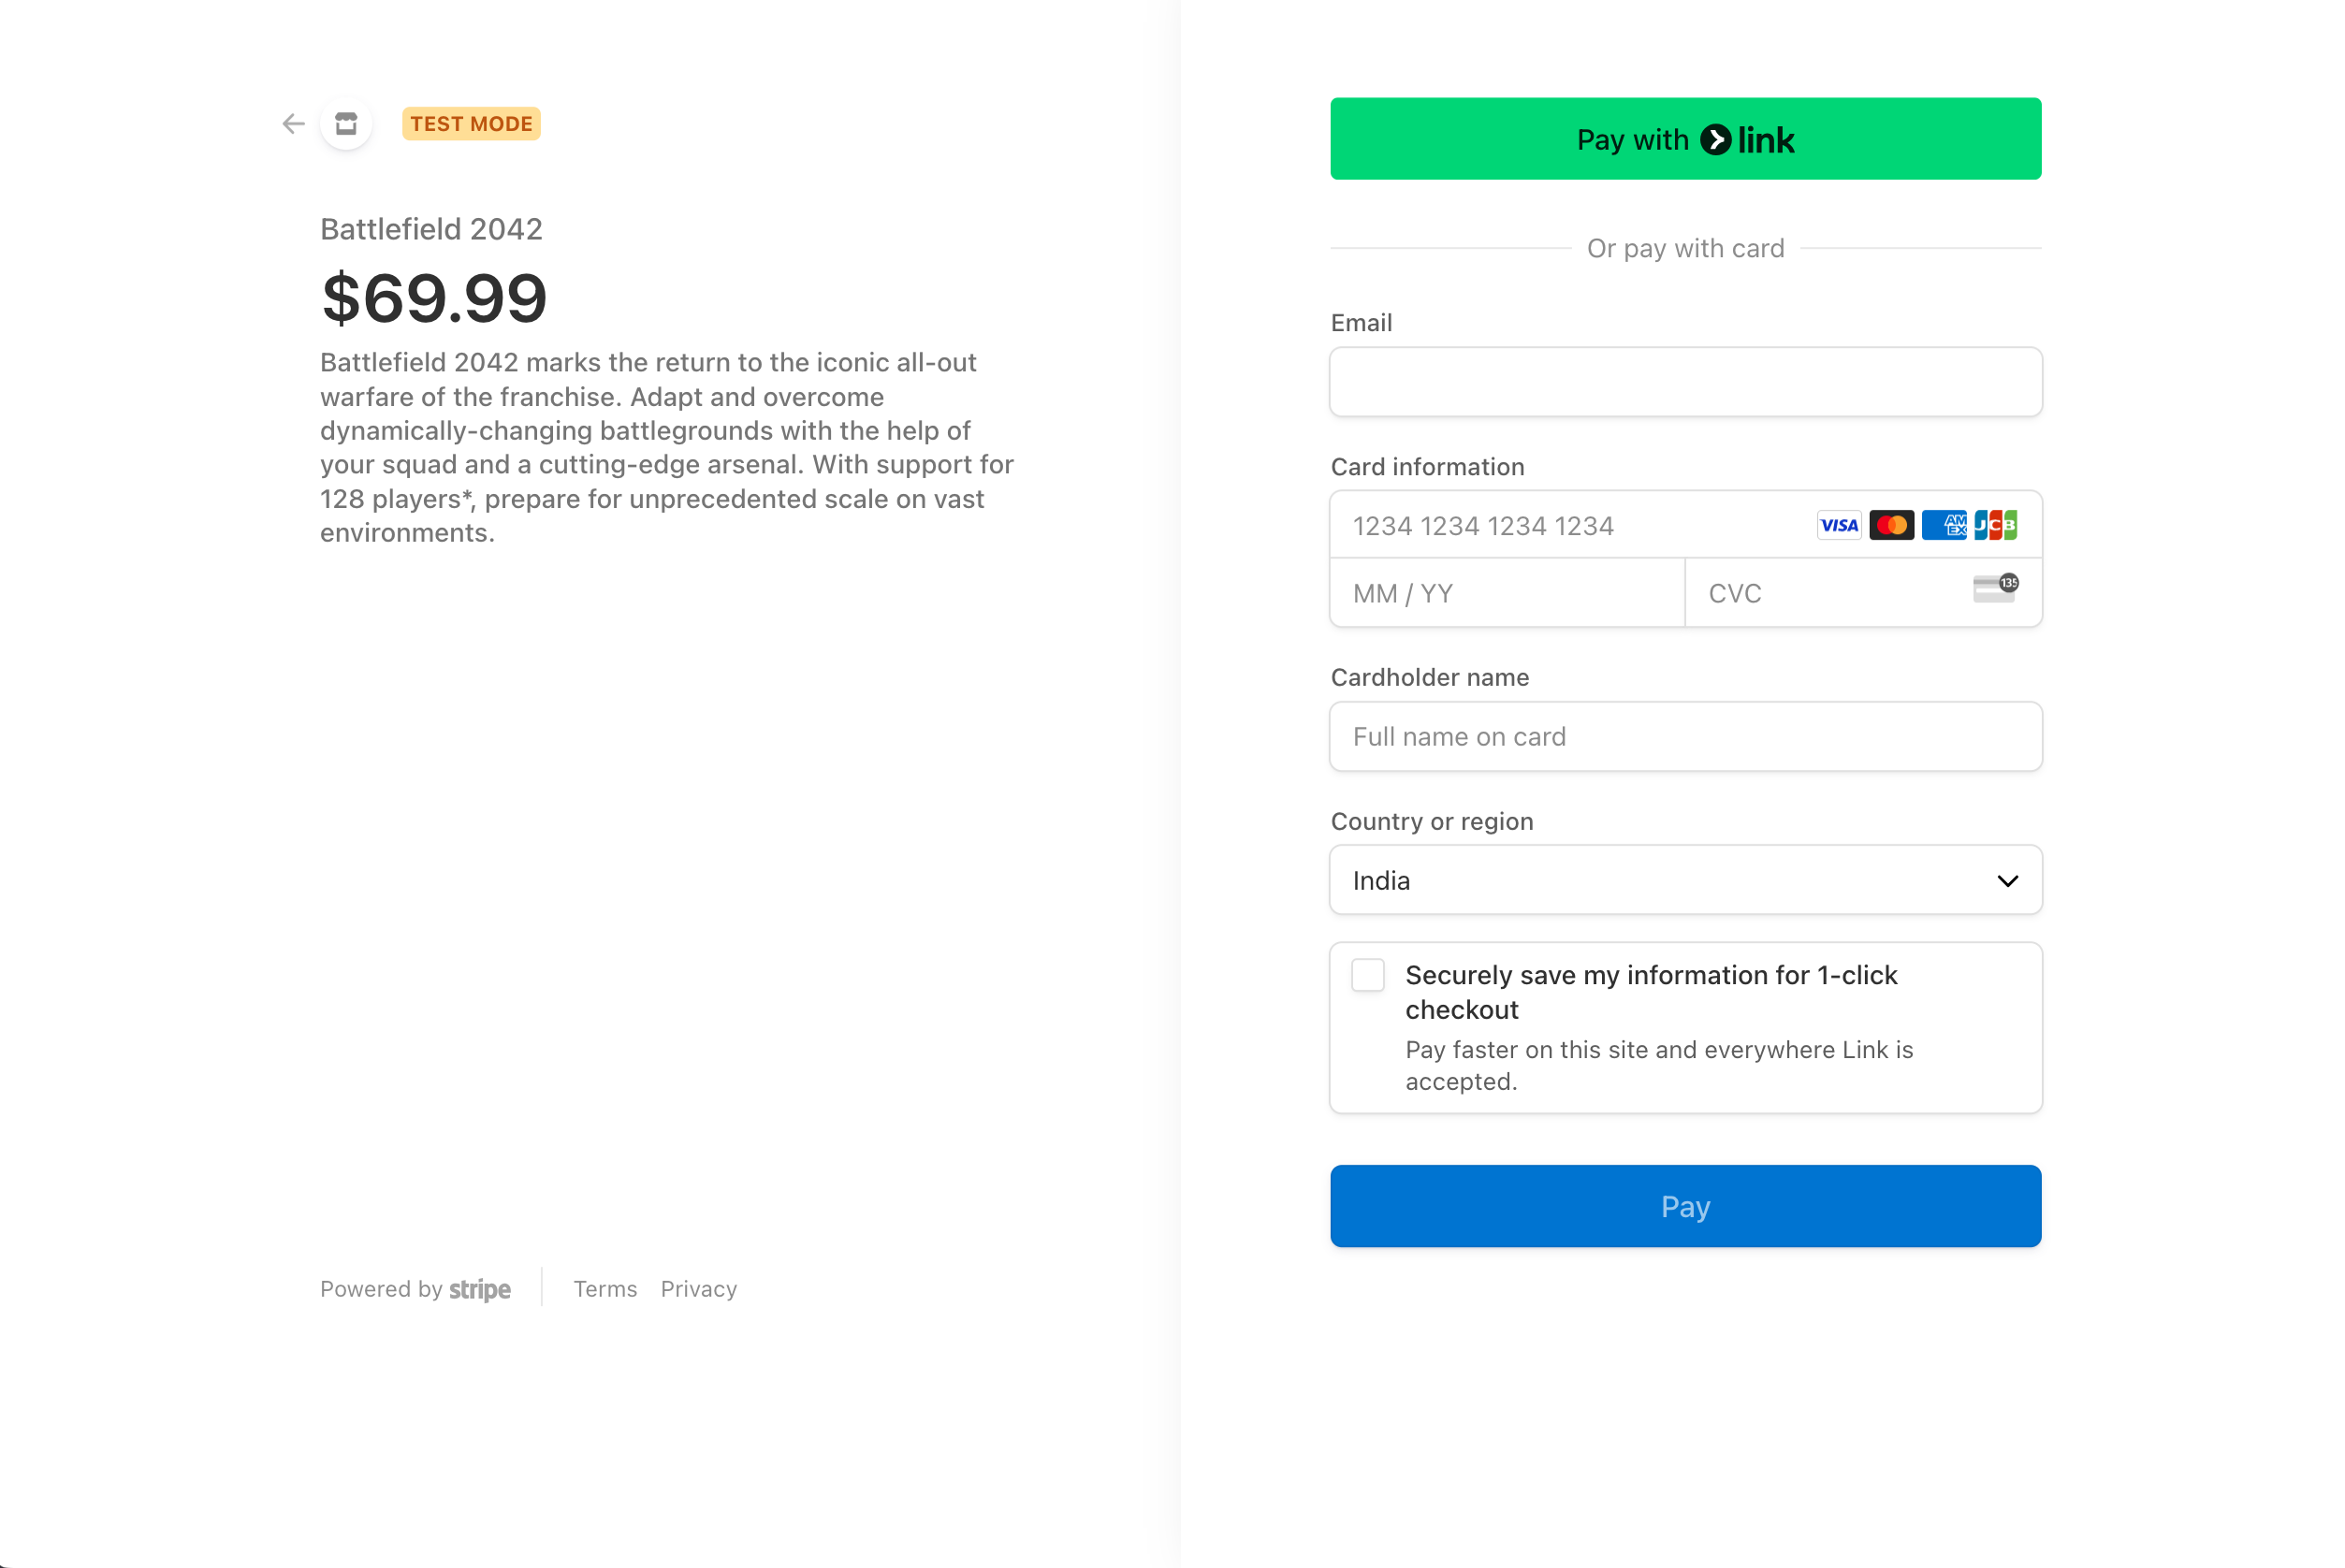 TEST MODE
Battlefield 2042
$69.99
Battlefield 2042 marks the return to the iconic all-out
warfare of the franchise. Adapt and overcome
dynamically-changing battlegrounds with the help of
your squad and a cutting-edge arsenal. With support for
128 players*, prepare for unprecedented scale on vast
environments.
Powered by stripe
Terms Privacy
Pay with link
Or pay with card
Email
Card information
1234 1234 1234 1234 VISA AMEX JCB
MM / YY CVC 135
Cardholder name
Full name on card
Country or region
India
Securely save my information for 1-click
checkout
Pay faster on this site and everywhere Link is
accepted.
Pay